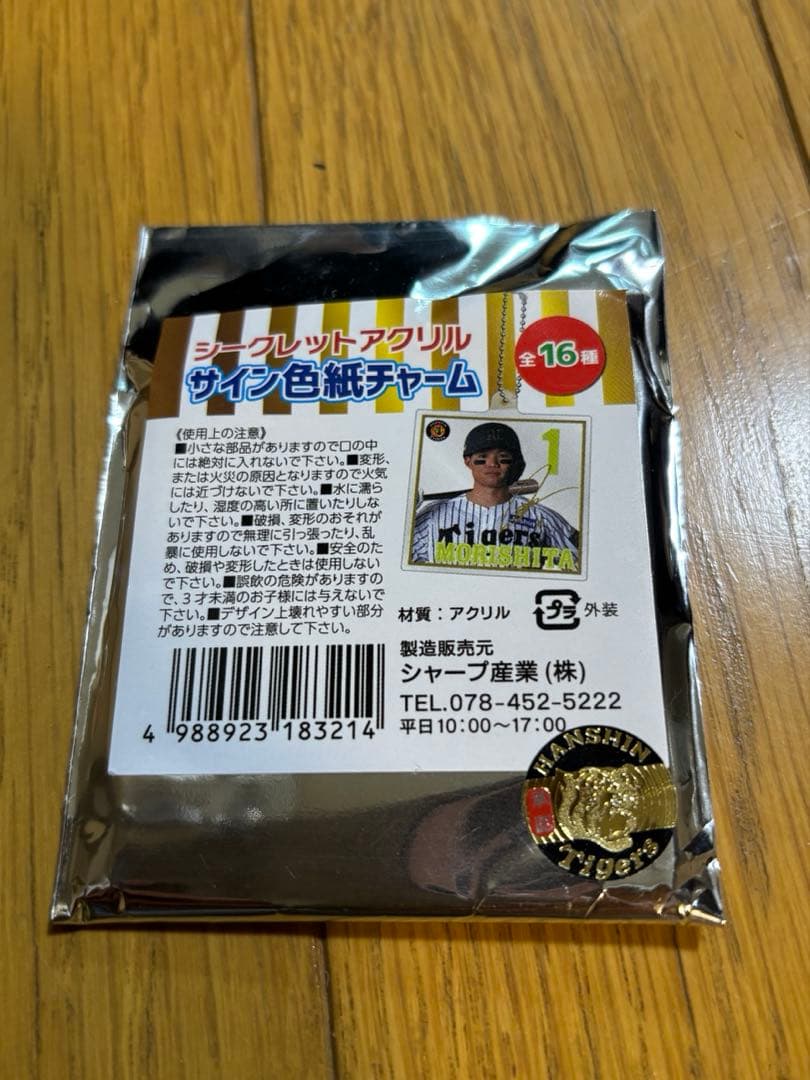 シークレットアクリル
サイン色紙チャーム
全16種
《使用上の注意》
■小さな部品がありますので口の中
には絶対に入れないで下さい。■変形、
または火災の原因となりますので火気
には近づけないで下さい。■水に濡ら
したり、湿度の高い所に置いたりしな
いで下さい。■破損、変形のおそれが
ありますので無理に引っ張ったり、乱
暴に使用しないで下さい。■安全のた
め、破損や変形したときは使用しない
で下さい。■誤飲の危険がありますの
で、3才未満のお子様には与えないで
下さい。■デザイン上壊れやすい部分
がありますので注意して下さい。
1
Tigers
MORISHITA
材質：アクリル
プラ 外装
製造販売元
シャープ産業(株)
TEL.078-452-5222
平日10:00〜17:00
4 988923 183214
HANSHIN
Tigers